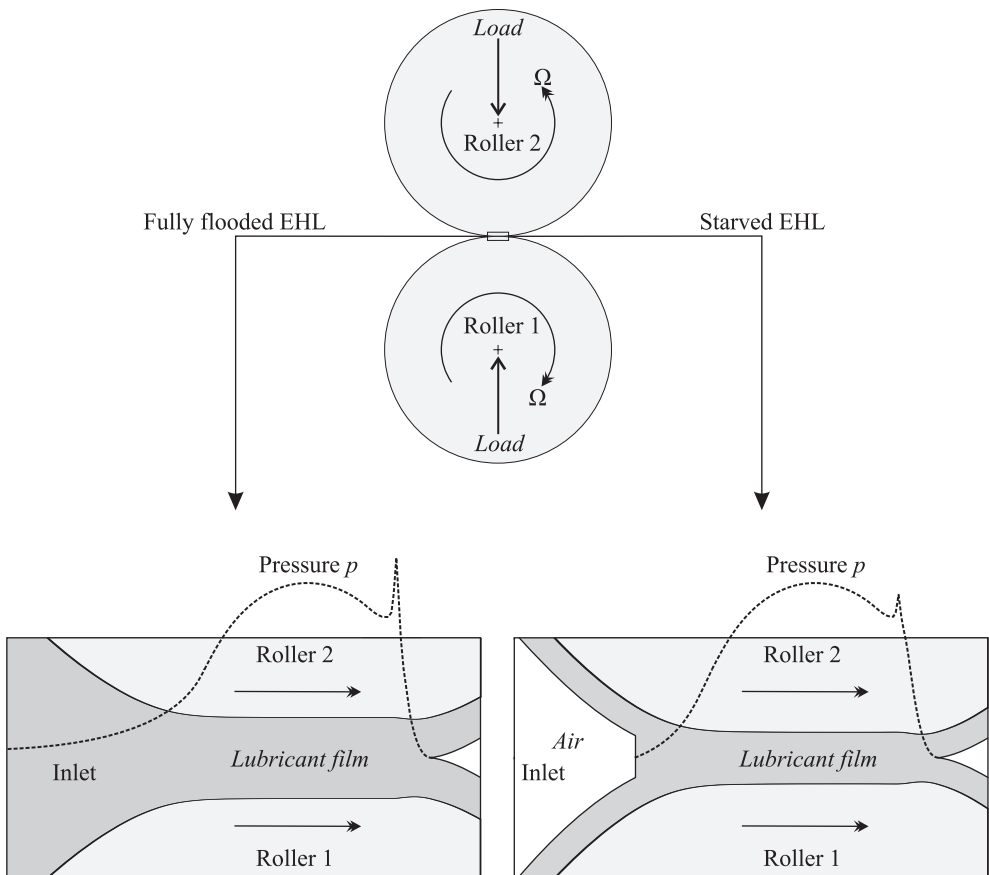 Load
Ω
Roller 2
Fully flooded EHL
Starved EHL
Roller 1
Ω
Load
Pressure p
Roller 2
Inlet
Lubricant film
Roller 1
Pressure p
Roller 2
Air
Inlet
Lubricant film
Roller 1